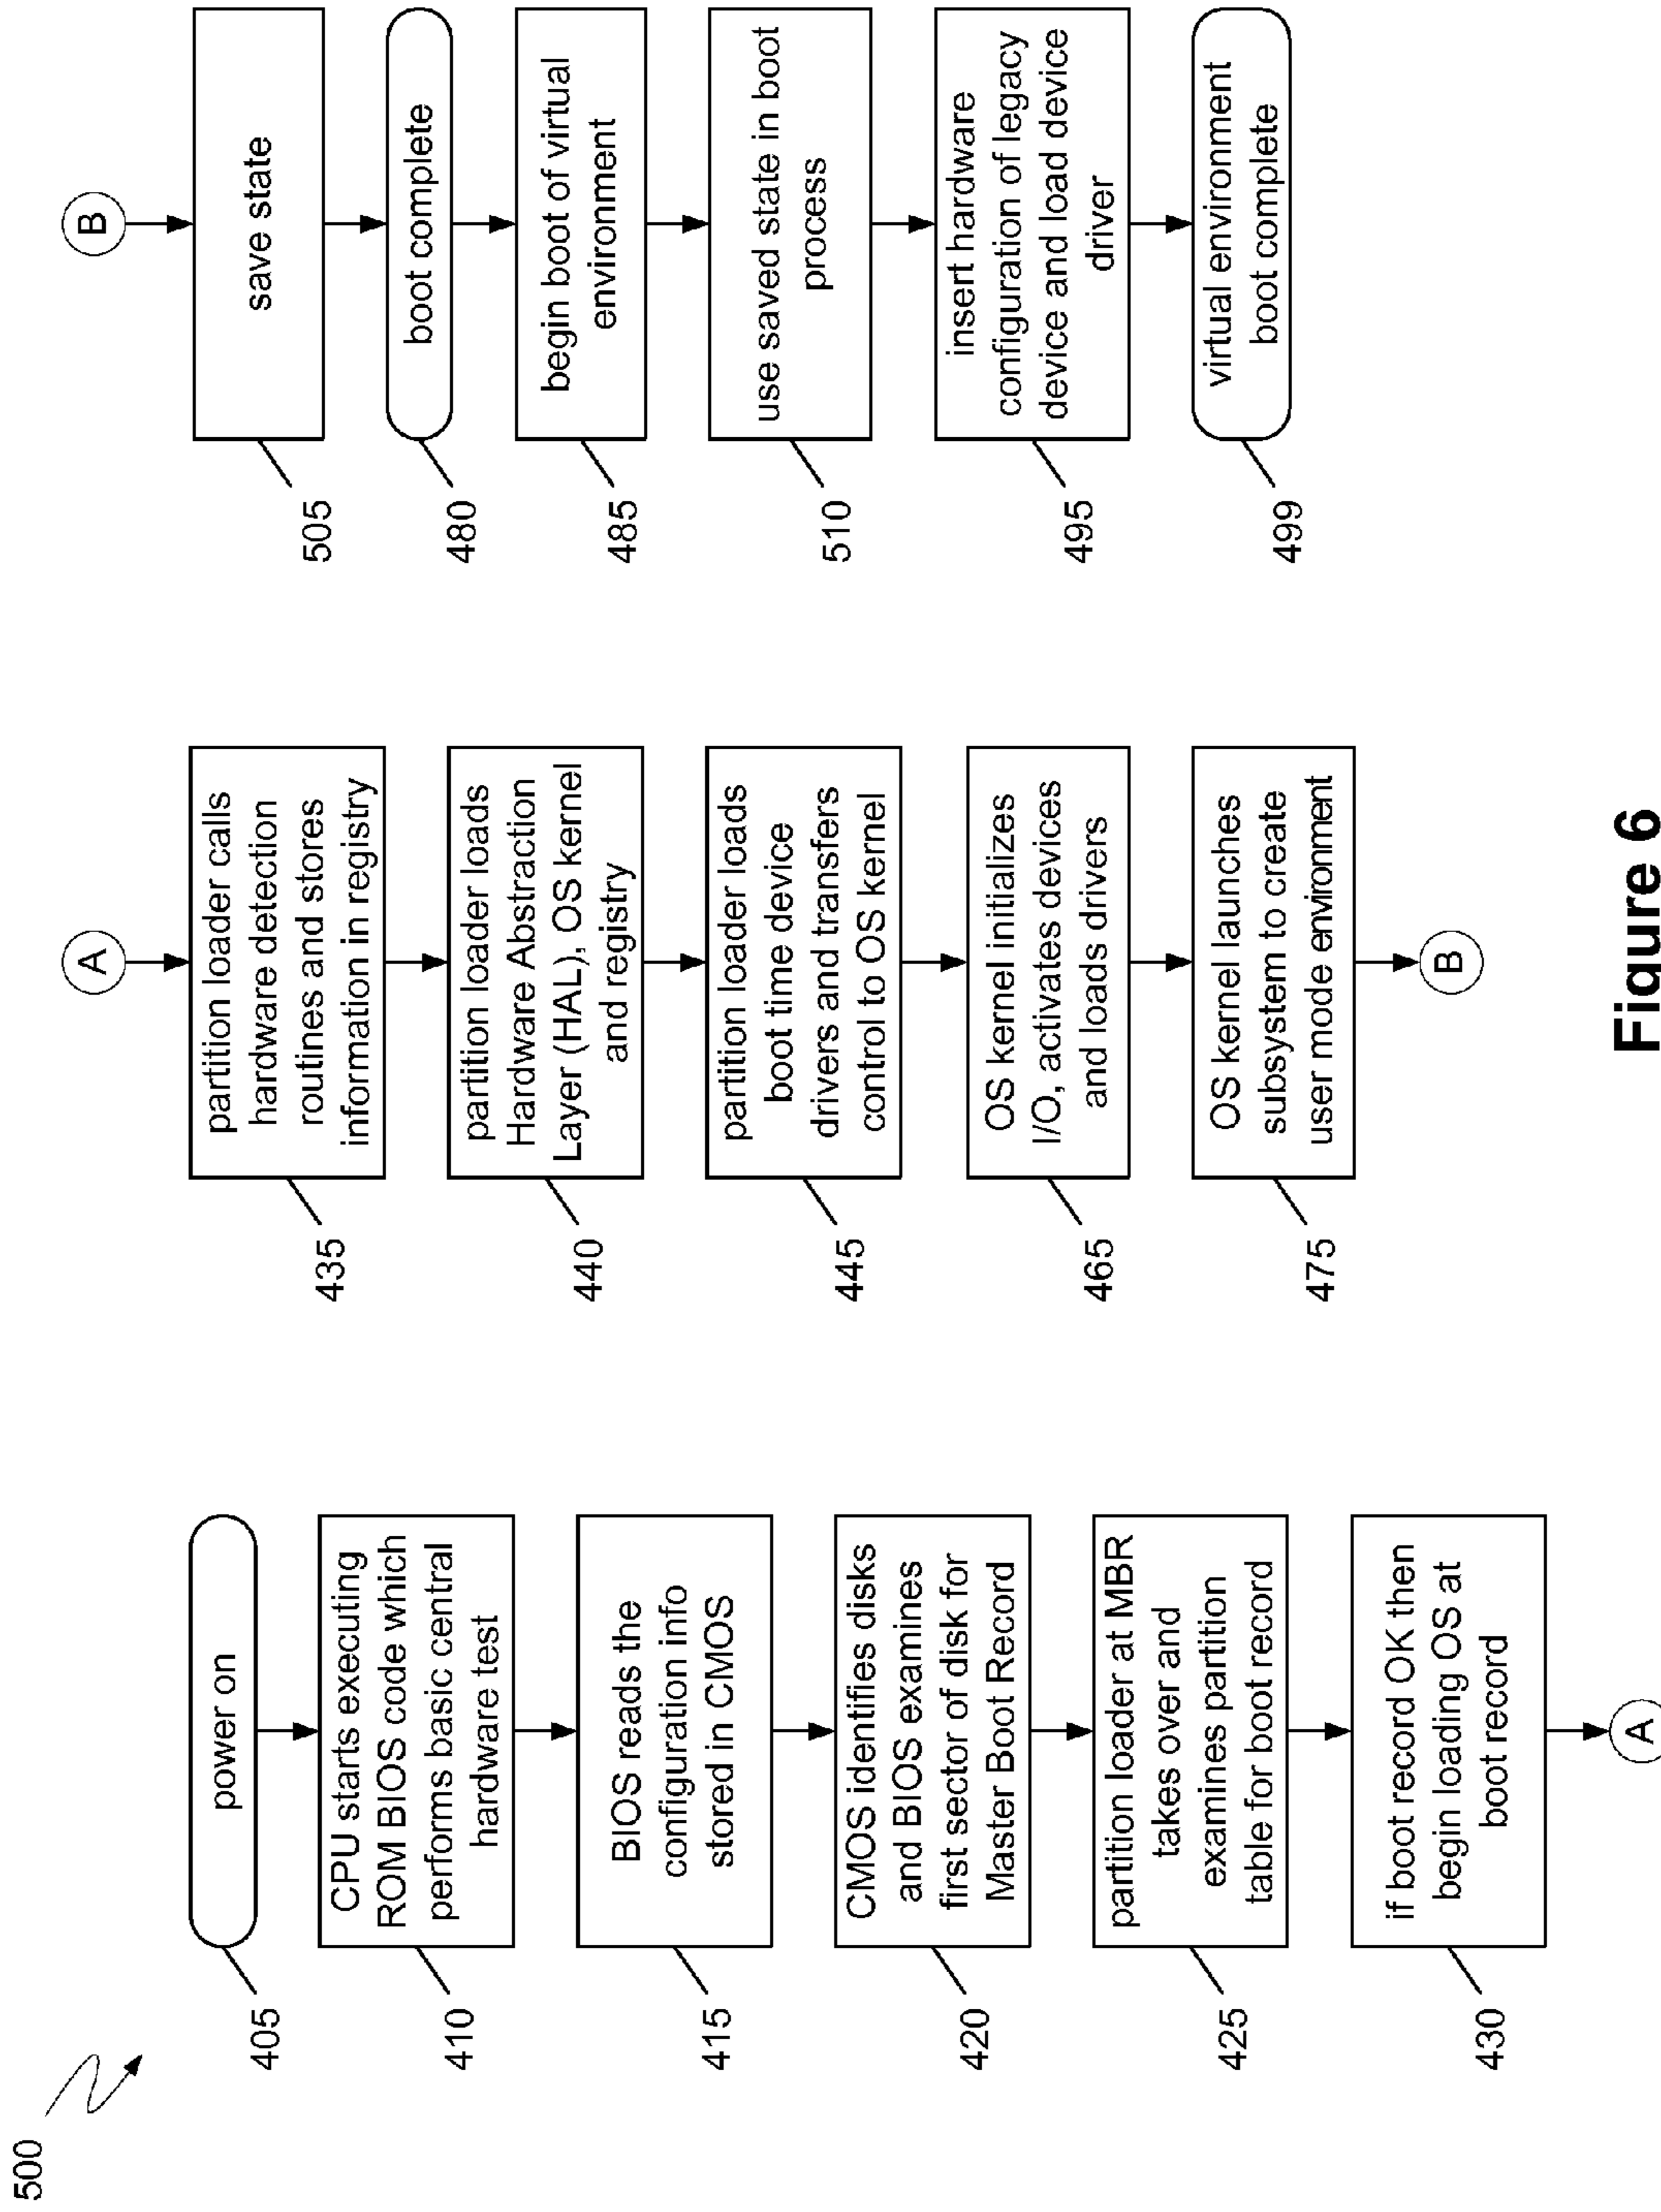 500
power on
405
CPU starts executing
ROM BIOS code which
performs basic central
hardware test
410
BIOS reads the
configuration info
stored in CMOS
415
CMOS identifies disks
and BIOS examines
first sector of disk for
Master Boot Record
420
partition loader at MBR
takes over and
examines partition
table for boot record
425
if boot record OK then
begin loading OS at
boot record
430
A
A
partition loader calls
hardware detection
routines and stores
information in registry
435
partition loader loads
Hardware Abstraction
Layer (HAL), OS kernel
and registry
440
partition loader loads
boot time device
drivers and transfers
control to OS kernel
445
OS kernel initializes
I/O, activates devices
and loads drivers
465
OS kernel launches
subsystem to create
user mode environment
475
B
B
save state
505
boot complete
480
begin boot of virtual
environment
485
use saved state in boot
process
510
insert hardware
configuration of legacy
device and load device
driver
495
virtual environment
boot complete
499
Figure 6